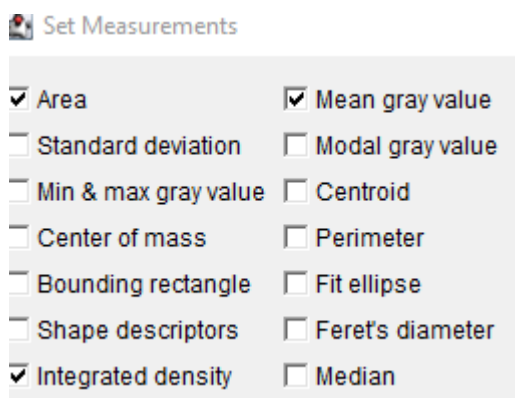 Set Measurements
Area Mean gray value
Standard deviation Modal gray value
Min & max gray value Centroid
Center of mass Perimeter
Bounding rectangle Fit ellipse
Shape descriptors Feret's diameter
Integrated density Median